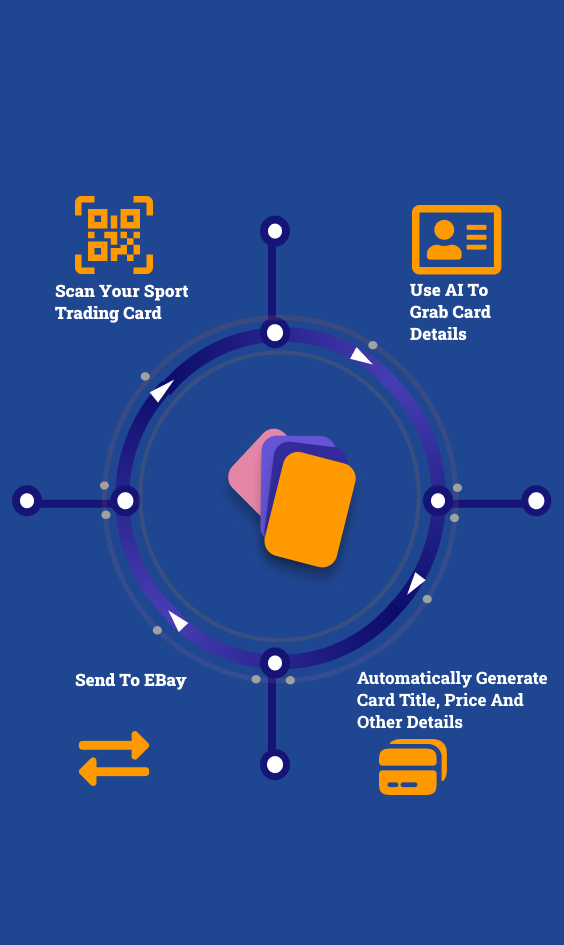 Scan Your Sport
Trading Card
Use AI To
Grab Card
Details
Send To EBay
Automatically Generate
Card Title, Price And
Other Details